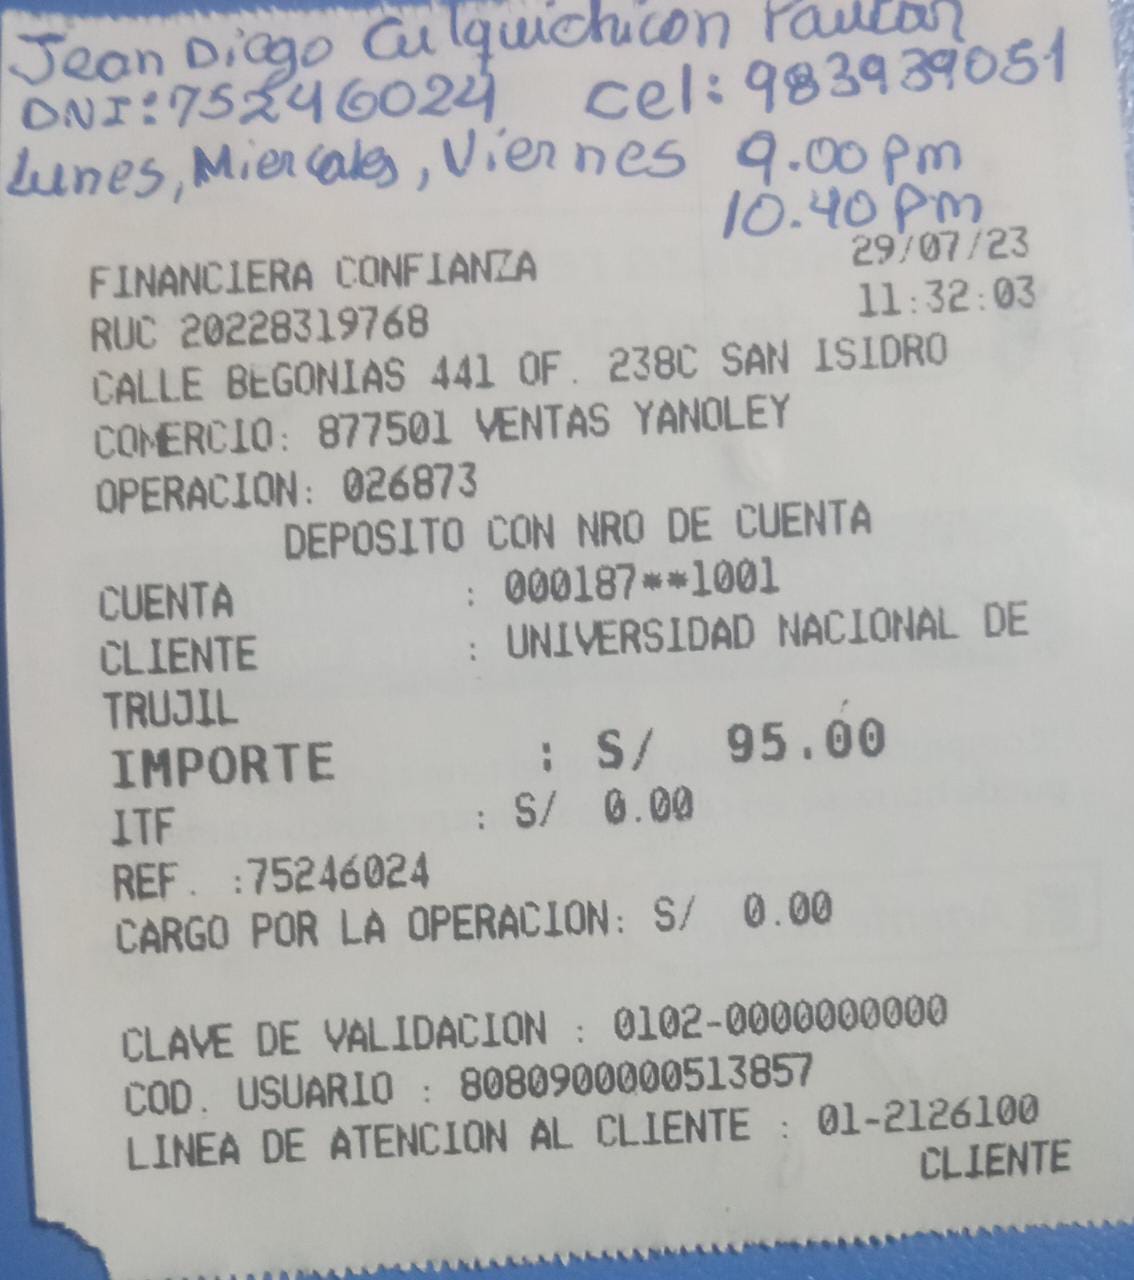 Jean Diego Culquichicon Paucar
DNI:75246024 cel:983939051
Lunes, Miercoles, Viernes 9.00 pm
10.40 pm
FINANCIERA CONFIANZA 29/07/23
RUC 20228319768 11:32:03
CALLE BEGONIAS 441 OF. 238C SAN ISIDRO
COMERCIO: 877501 VENTAS YANOLEY
OPERACION: 026873
DEPOSITO CON NRO DE CUENTA
CUENTA : 000187**1001
CLIENTE : UNIVERSIDAD NACIONAL DE
TRUJIL
IMPORTE : S/ 95.00
ITF : S/ 0.00
REF. :75246024
CARGO POR LA OPERACION: S/ 0.00
CLAVE DE VALIDACION : 0102-0000000000
COD. USUARIO : 8080900000513857
LINEA DE ATENCION AL CLIENTE : 01-2126100
CLIENTE